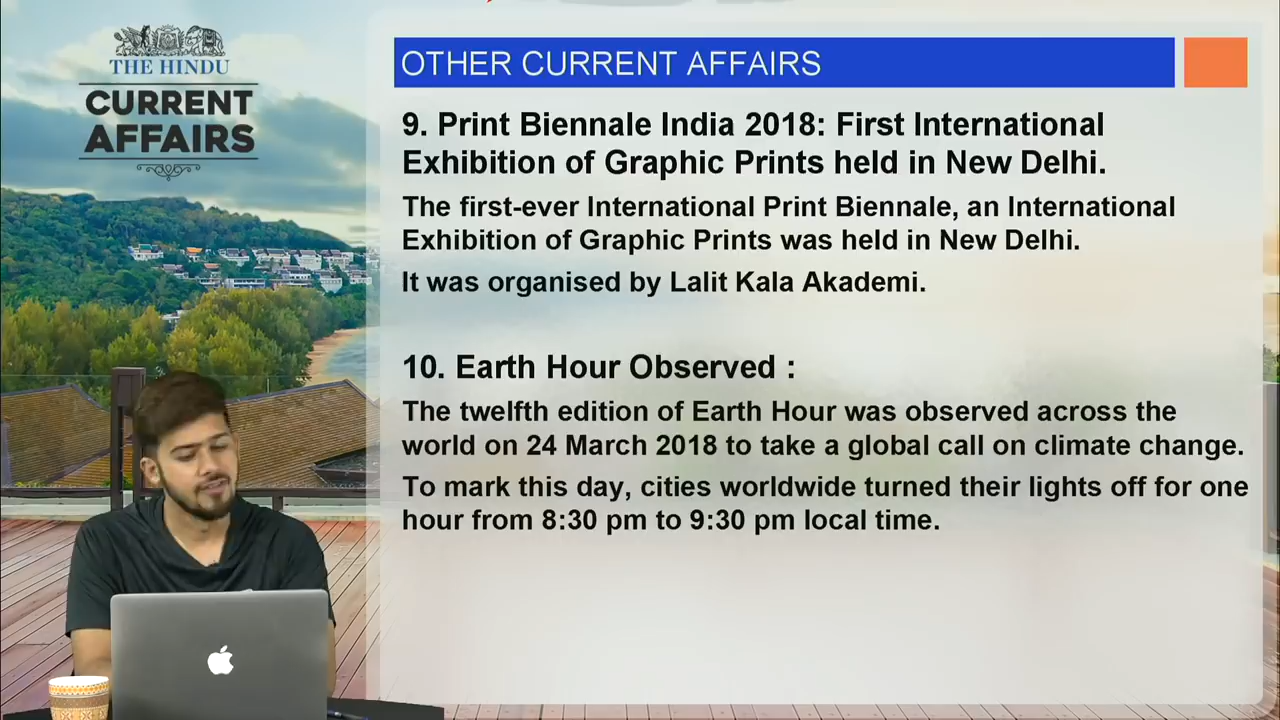 THE HINDU
CURRENT
AFFAIRS
OTHER CURRENT AFFAIRS
9. Print Biennale India 2018: First International
Exhibition of Graphic Prints held in New Delhi.
The first-ever International Print Biennale, an International
Exhibition of Graphic Prints was held in New Delhi.
It was organised by Lalit Kala Akademi.
10. Earth Hour Observed :
The twelfth edition of Earth Hour was observed across the
world on 24 March 2018 to take a global call on climate change.
To mark this day, cities worldwide turned their lights off for one
hour from 8:30 pm to 9:30 pm local time.